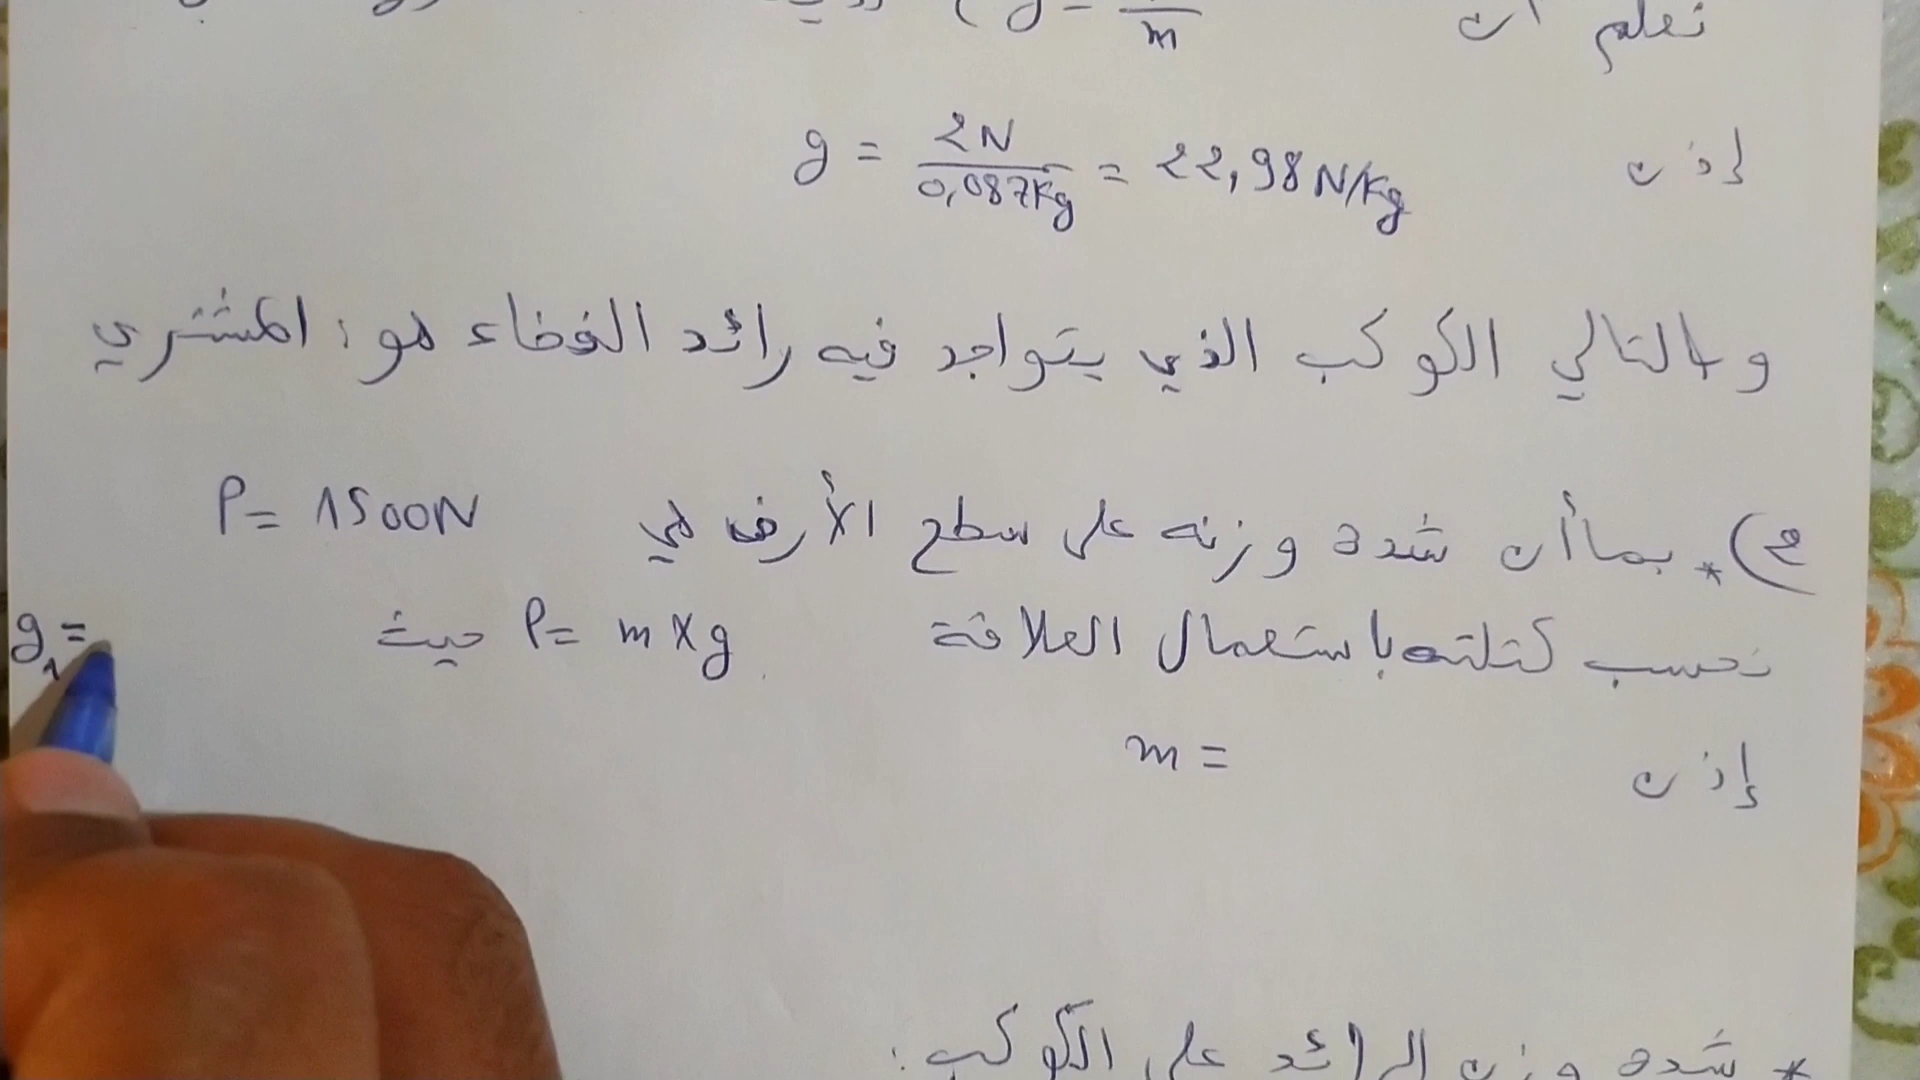 نعلم أن g = m
إذن g = 2N / 0,087Kg = 22,98 N/Kg
وبالتالي الكوكب الذي يتواجد فيه رائد الفضاء هو: المشتري
2) * بما أن شدة وزنه على سطح الأرض هي P = 1500N
نحسب كتلته باستعمال العلاقة P = m x g حيث g1 =
إذن m =
* شدة وزن الرائد على الكوكب: